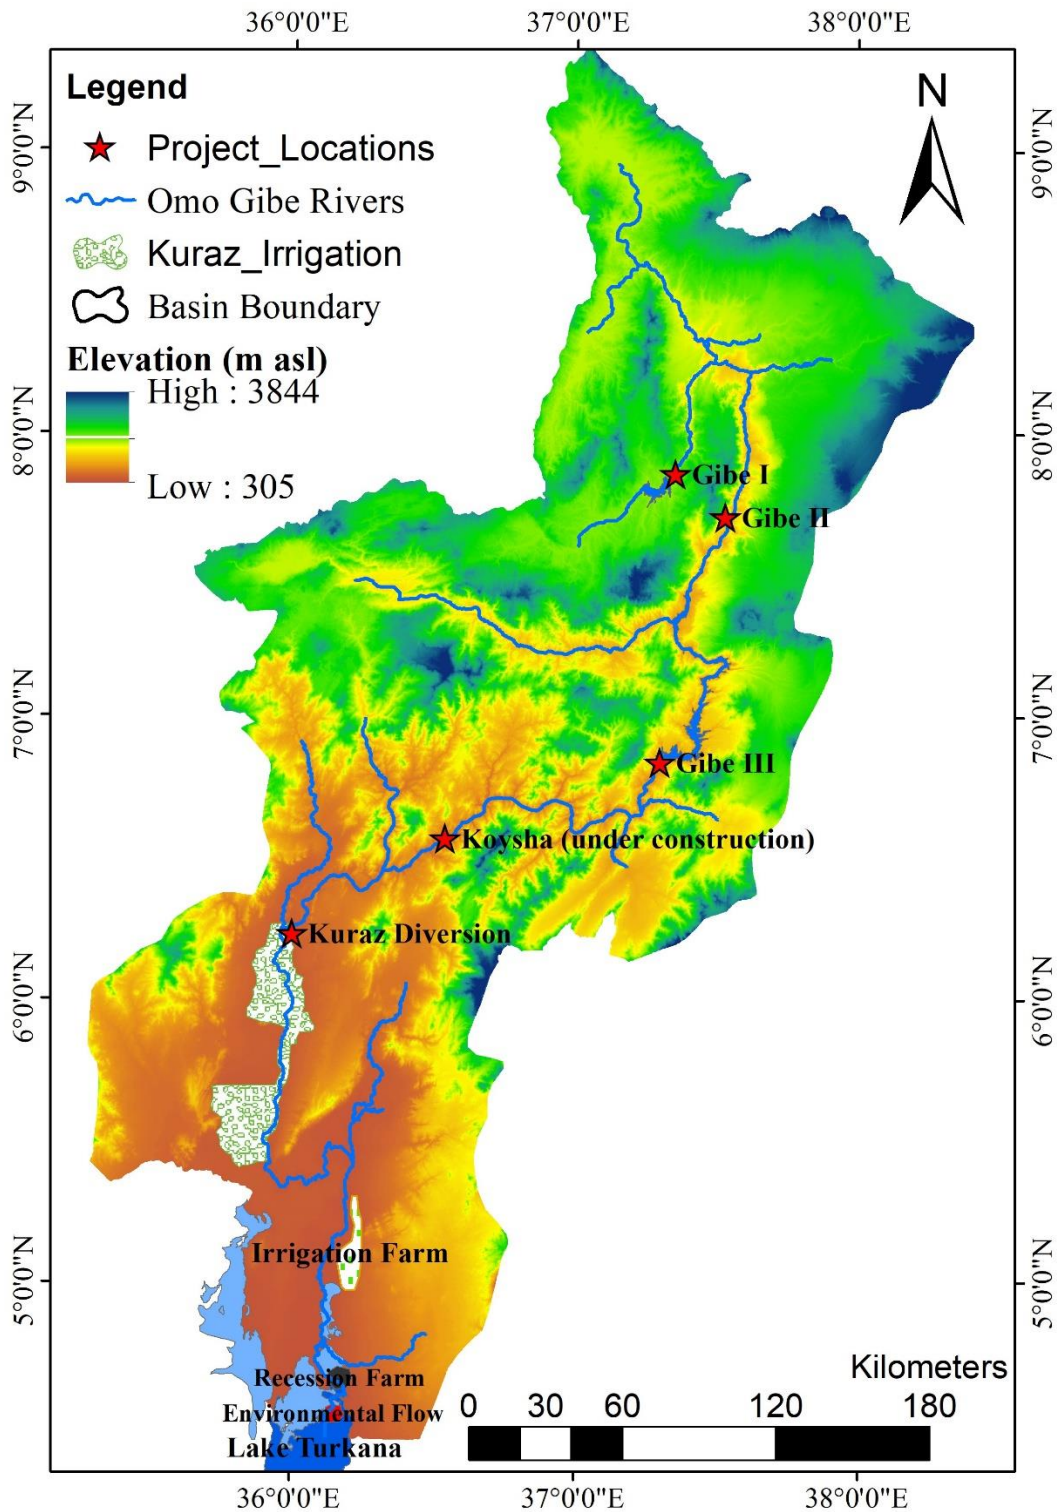 36°0'0"E 37°0'0"E 38°0'0"E
Legend
Project_Locations
Omo Gibe Rivers
Kuraz_Irrigation
Basin Boundary
Elevation (m asl)
High : 3844
Low : 305
N
9°0'0"N 9°0'0"N
8°0'0"N 8°0'0"N
Gibe I
Gibe II
7°0'0"N 7°0'0"N
Gibe III
Koysha (under construction)
Kuraz Diversion
6°0'0"N 6°0'0"N
Irrigation Farm
5°0'0"N 5°0'0"N
Kilometers
Recession Farm
0 30 60 120 180
Environmental Flow
Lake Turkana
36°0'0"E 37°0'0"E 38°0'0"E